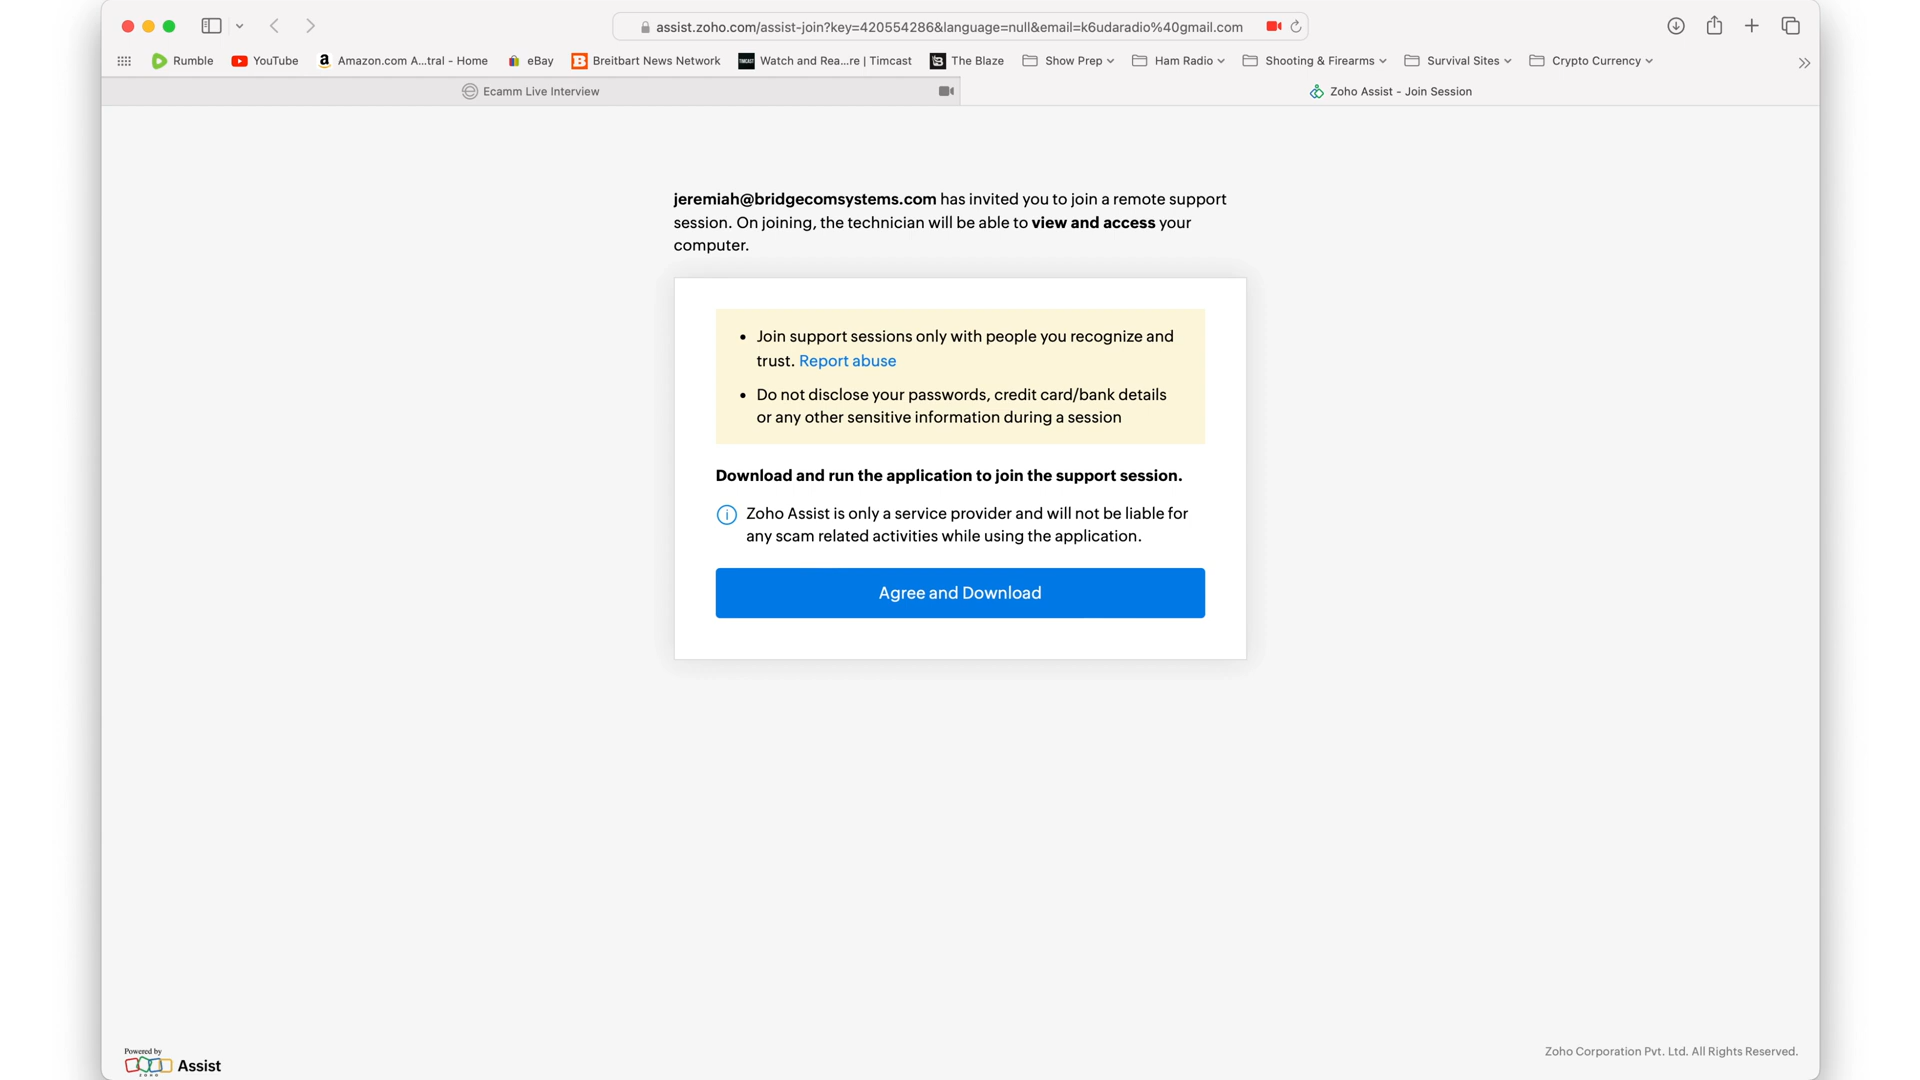 assist.zoho.com/assist-join?key=420554286&language=null&email=k6udaradio%40gmail.com
Rumble YouTube Amazon.com A...tral - Home eBay Breitbart News Network Watch and Rea...re | Timcast The Blaze Show Prep Ham Radio Shooting & Firearms Survival Sites Crypto Currency
Ecamm Live Interview Zoho Assist - Join Session
jeremiah@bridgecomsystems.com has invited you to join a remote support
session. On joining, the technician will be able to view and access your
computer.
• Join support sessions only with people you recognize and
trust. Report abuse
• Do not disclose your passwords, credit card/bank details
or any other sensitive information during a session
Download and run the application to join the support session.
Zoho Assist is only a service provider and will not be liable for
any scam related activities while using the application.
Agree and Download
Powered by
ZOHO Assist
Zoho Corporation Pvt. Ltd. All Rights Reserved.